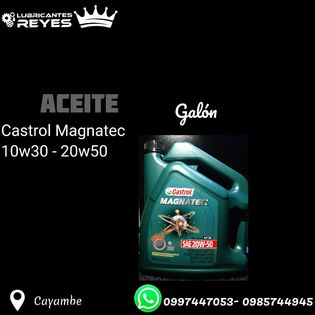 LUBRICANTES
REYES
ACEITE
Galón
Castrol Magnatec
10w30 - 20w50
Castrol
MAGNATEC
SAE 20W-50
Cayambe
0997447053- 0985744945